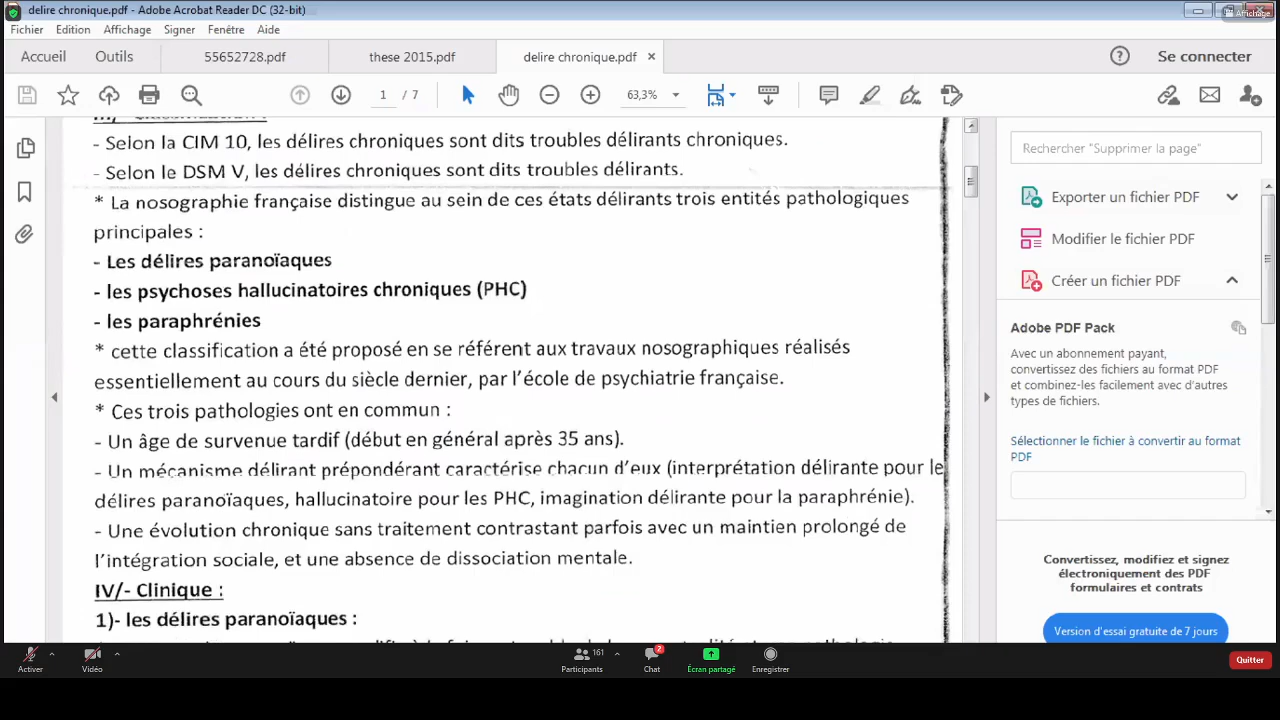 delire chronique.pdf - Adobe Acrobat Reader DC (32-bit)
Affichage
Fichier Edition Affichage Signer Fenêtre Aide
Accueil Outils 55652728.pdf these 2015.pdf delire chronique.pdf × Se connecter
1 / 7 63,3%
- Selon la CIM 10, les délires chroniques sont dits troubles délirants chroniques.
- Selon le DSM V, les délires chroniques sont dits troubles délirants.
* La nosographie française distingue au sein de ces états délirants trois entités pathologiques
principales :
- Les délires paranoïaques
- les psychoses hallucinatoires chroniques (PHC)
- les paraphrénies
* cette classification a été proposé en se référent aux travaux nosographiques réalisés
essentiellement au cours du siècle dernier, par l'école de psychiatrie française.
* Ces trois pathologies ont en commun :
- Un âge de survenue tardif (début en général après 35 ans).
- Un mécanisme délirant prépondérant caractérise chacun d'eux (interprétation délirante pour le
délires paranoïaques, hallucinatoire pour les PHC, imagination délirante pour la paraphrénie).
- Une évolution chronique sans traitement contrastant parfois avec un maintien prolongé de
l'intégration sociale, et une absence de dissociation mentale.
IV/- Clinique :
1)- les délires paranoïaques :
Rechercher "Supprimer la page"
Exporter un fichier PDF
Modifier le fichier PDF
Créer un fichier PDF
Adobe PDF Pack
Avec un abonnement payant,
convertissez des fichiers au format PDF
et combinez-les facilement avec d'autres
types de fichiers.
Sélectionner le fichier à convertir au format
PDF
Convertissez, modifiez et signez
électroniquement des PDF
formulaires et contrats
Version d'essai gratuite de 7 jours
Activer Vidéo Participants 161 Chat 2 Écran partagé Enregistrer Quitter